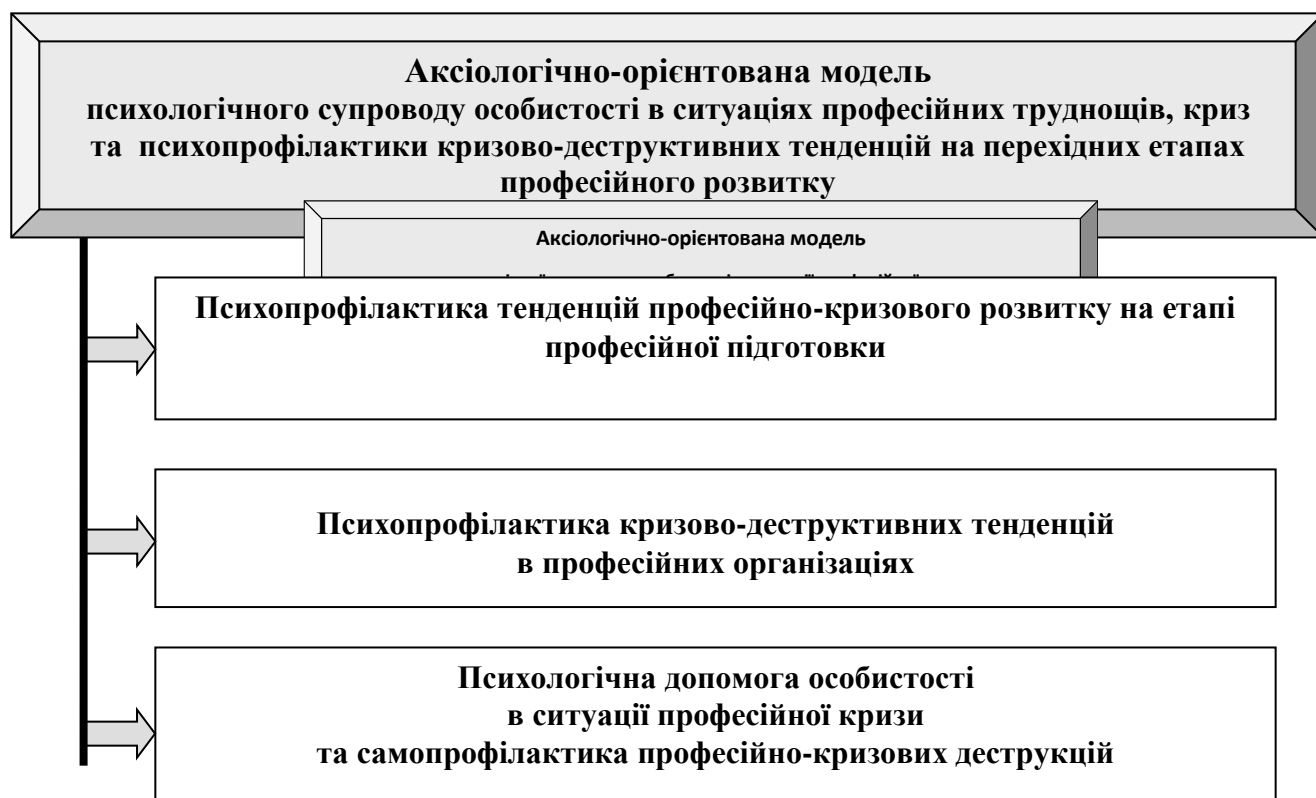 Аксіологічно-орієнтована модель
психологічного супроводу особистості в ситуаціях професійних труднощів, криз
та психопрофілактики кризово-деструктивних тенденцій на перехідних етапах
професійного розвитку
Аксіологічно-орієнтована модель
Психопрофілактика тенденцій професійно-кризового розвитку на етапі
професійної підготовки
Психопрофілактика кризово-деструктивних тенденцій
в професійних організаціях
Психологічна допомога особистості
в ситуації професійної кризи
та самопрофілактика професійно-кризових деструкцій